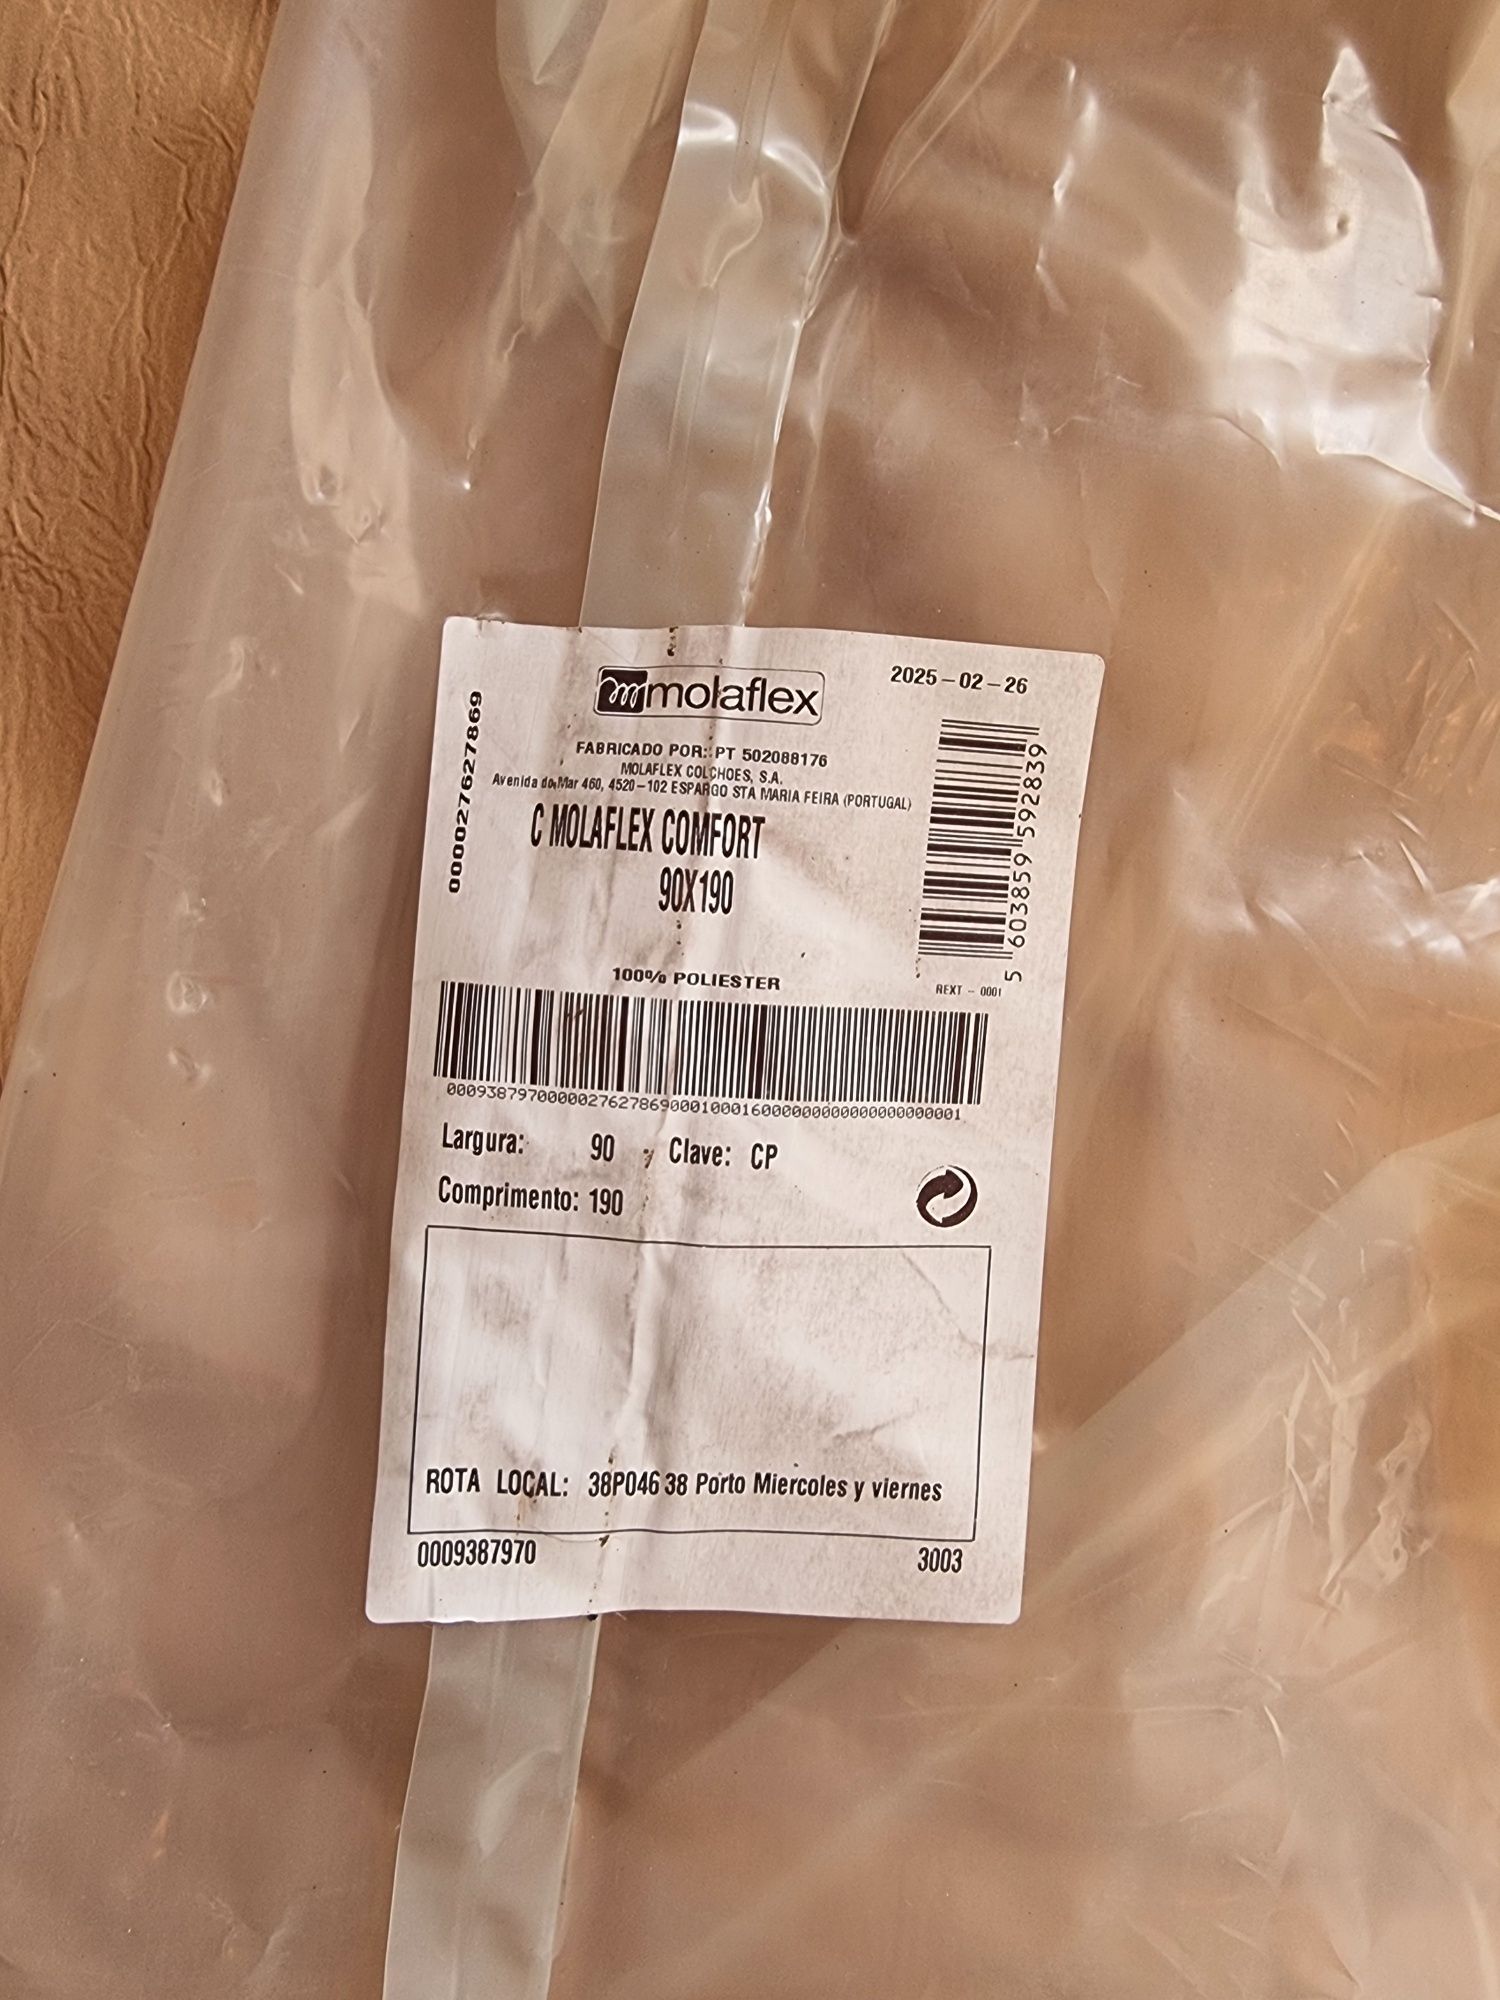 molaflex
2025-02-26
0000027627869
FABRICADO POR: PT 502088176
MOLAFLEX COLCHOES, S.A.
Avenida do Mar 460, 4520-102 ESPARGO STA MARIA FEIRA (PORTUGAL)
C MOLAFLEX COMFORT
90X190
5 603859 592839
REXT - 0001
100% POLIESTER
Largura: 90 Clave: CP
Comprimento: 190
ROTA LOCAL: 38P046 38 Porto Miercoles y viernes
0009387970 3003